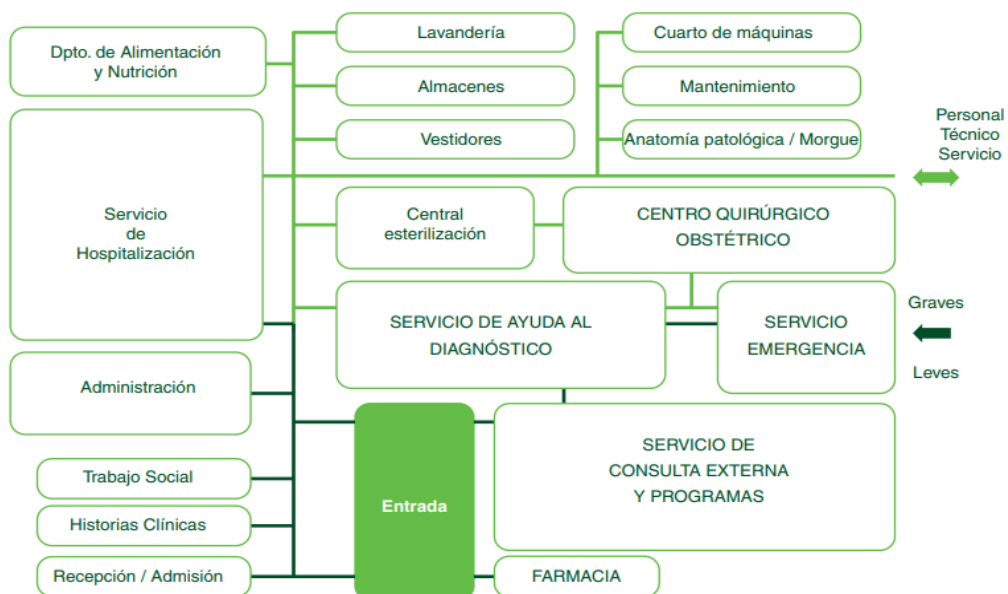 Dpto. de Alimentación
y Nutrición
Lavandería
Cuarto de máquinas
Almacenes
Mantenimiento
Vestidores
Anatomía patológica / Morgue
Personal
Técnico
Servicio
Servicio
de
Hospitalización
Central
esterilización
CENTRO QUIRÚRGICO
OBSTÉTRICO
SERVICIO DE AYUDA AL
DIAGNÓSTICO
SERVICIO
EMERGENCIA
Graves
Leves
Administración
Trabajo Social
Historias Clínicas
Recepción / Admisión
Entrada
SERVICIO DE
CONSULTA EXTERNA
Y PROGRAMAS
FARMACIA